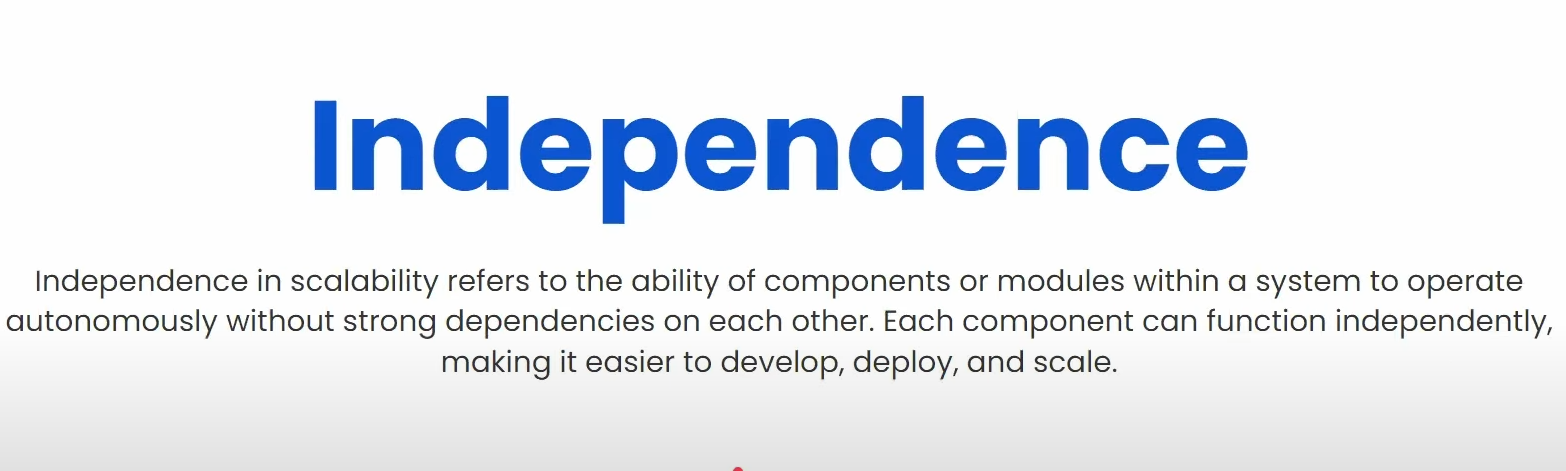 Independence
Independence in scalability refers to the ability of components or modules within a system to operate
autonomously without strong dependencies on each other. Each component can function independently,
making it easier to develop, deploy, and scale.